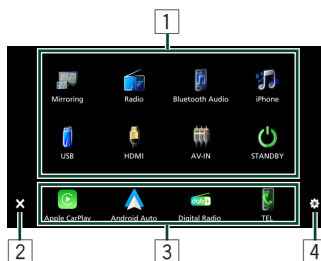 1
Mirroring Radio Bluetooth Audio iPhone
USB HDMI AV-IN STANDBY
dab+
Apple CarPlay Android Auto Digital Radio TEL
2 3 4